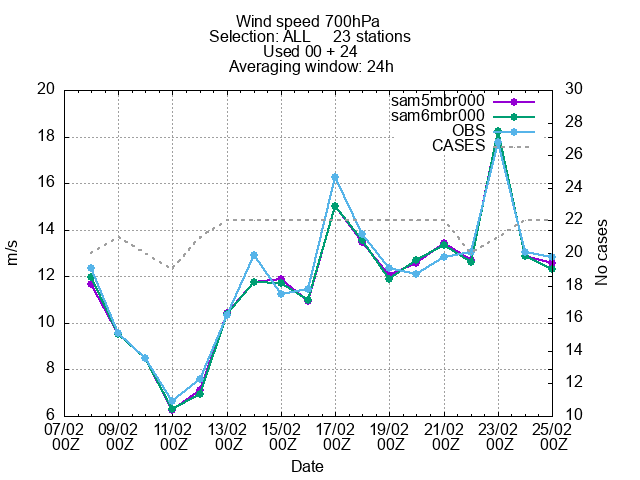 Wind speed 700hPa
Selection: ALL 23 stations
Used 00 + 24
Averaging window: 24h
sam5mbr000
sam6mbr000
OBS
CASES
m/s
20
18
16
14
12
10
8
6
No cases
30
28
26
24
22
20
18
16
14
12
10
07/02 09/02 11/02 13/02 15/02 17/02 19/02 21/02 23/02 25/02
00Z 00Z 00Z 00Z 00Z 00Z 00Z 00Z 00Z 00Z
Date